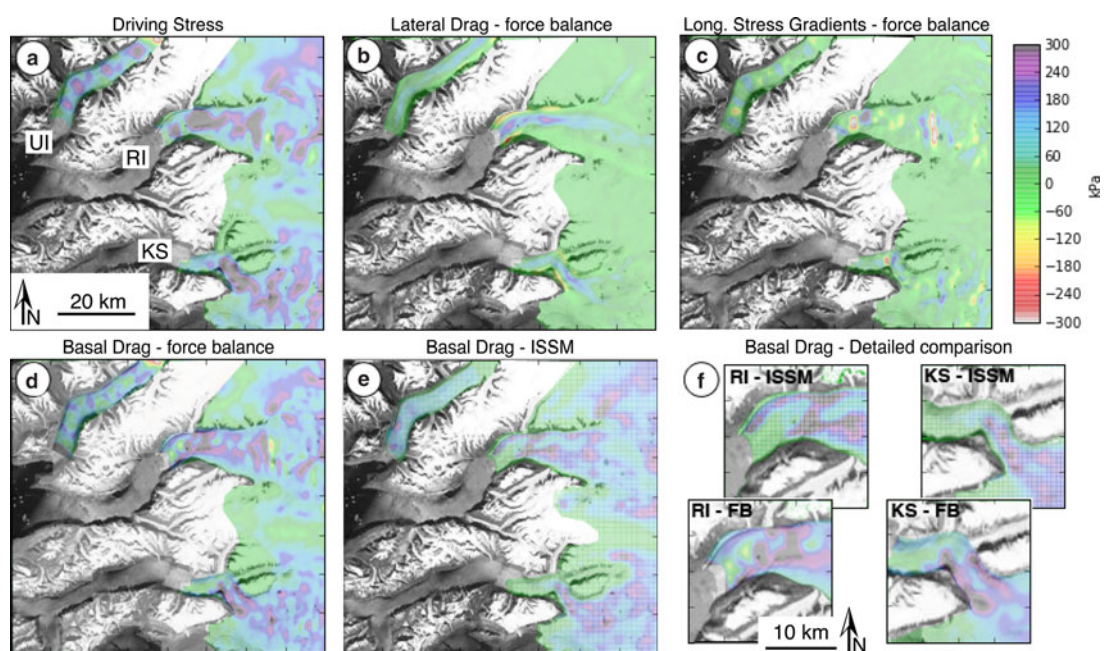 Driving Stress
Lateral Drag - force balance
Long. Stress Gradients - force balance
a
b
c
UI
RI
KS
N
20 km
300
240
180
120
60
0
−60
−120
−180
−240
−300
kPa
Basal Drag - force balance
Basal Drag - ISSM
Basal Drag - Detailed comparison
d
e
f
RI - ISSM
KS - ISSM
RI - FB
KS - FB
10 km
N